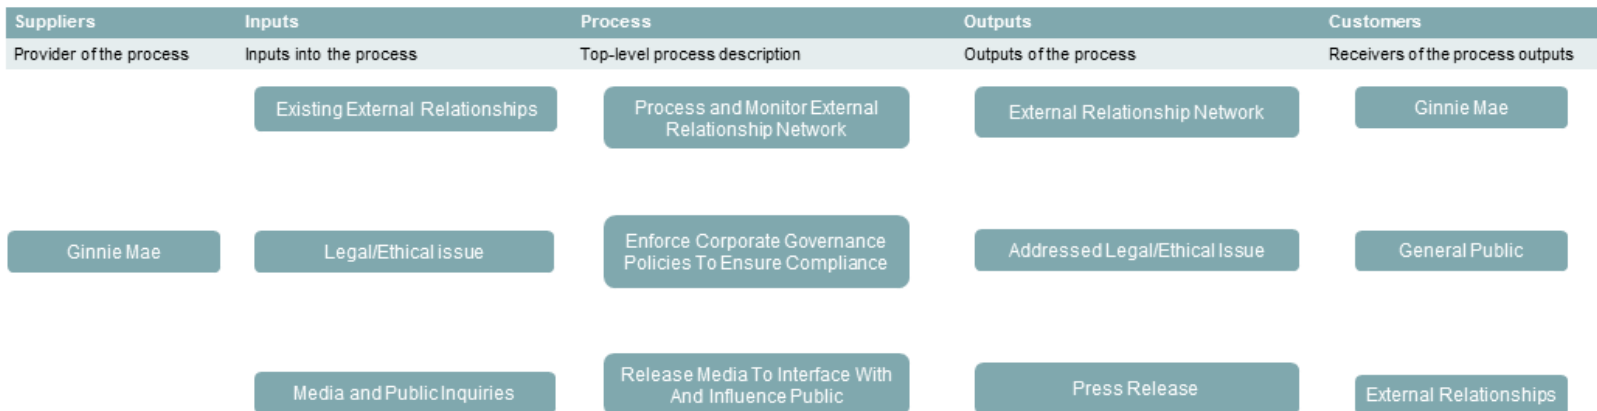 Suppliers
Inputs
Process
Outputs
Customers
Provider of the process
Inputs into the process
Top-level process description
Outputs of the process
Receivers of the process outputs
Existing External Relationships
Process and Monitor External
Relationship Network
External Relationship Network
Ginnie Mae
Ginnie Mae
Legal/Ethical issue
Enforce Corporate Governance
Policies To Ensure Compliance
Addressed Legal/Ethical Issue
General Public
Media and Public Inquiries
Release Media To Interface With
And Influence Public
Press Release
External Relationships